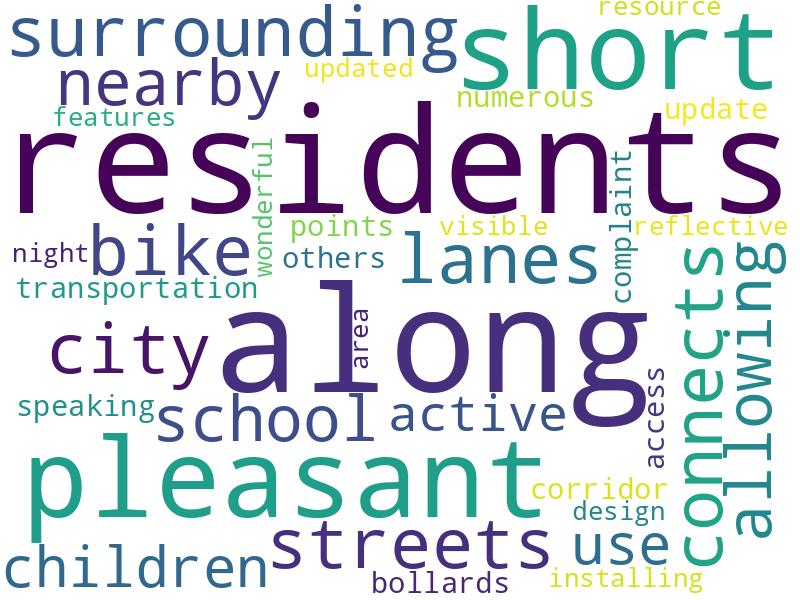 resource
surrounding
short
nearby
updated
numerous
update
features
residents
wonderful
points
visible
complaint
reflective
night
bike
others
lanes
transportation
connects
allowing
along
area
city
speaking
school
active
access
pleasant
corridor
design
streets
use
children
bollards
installing